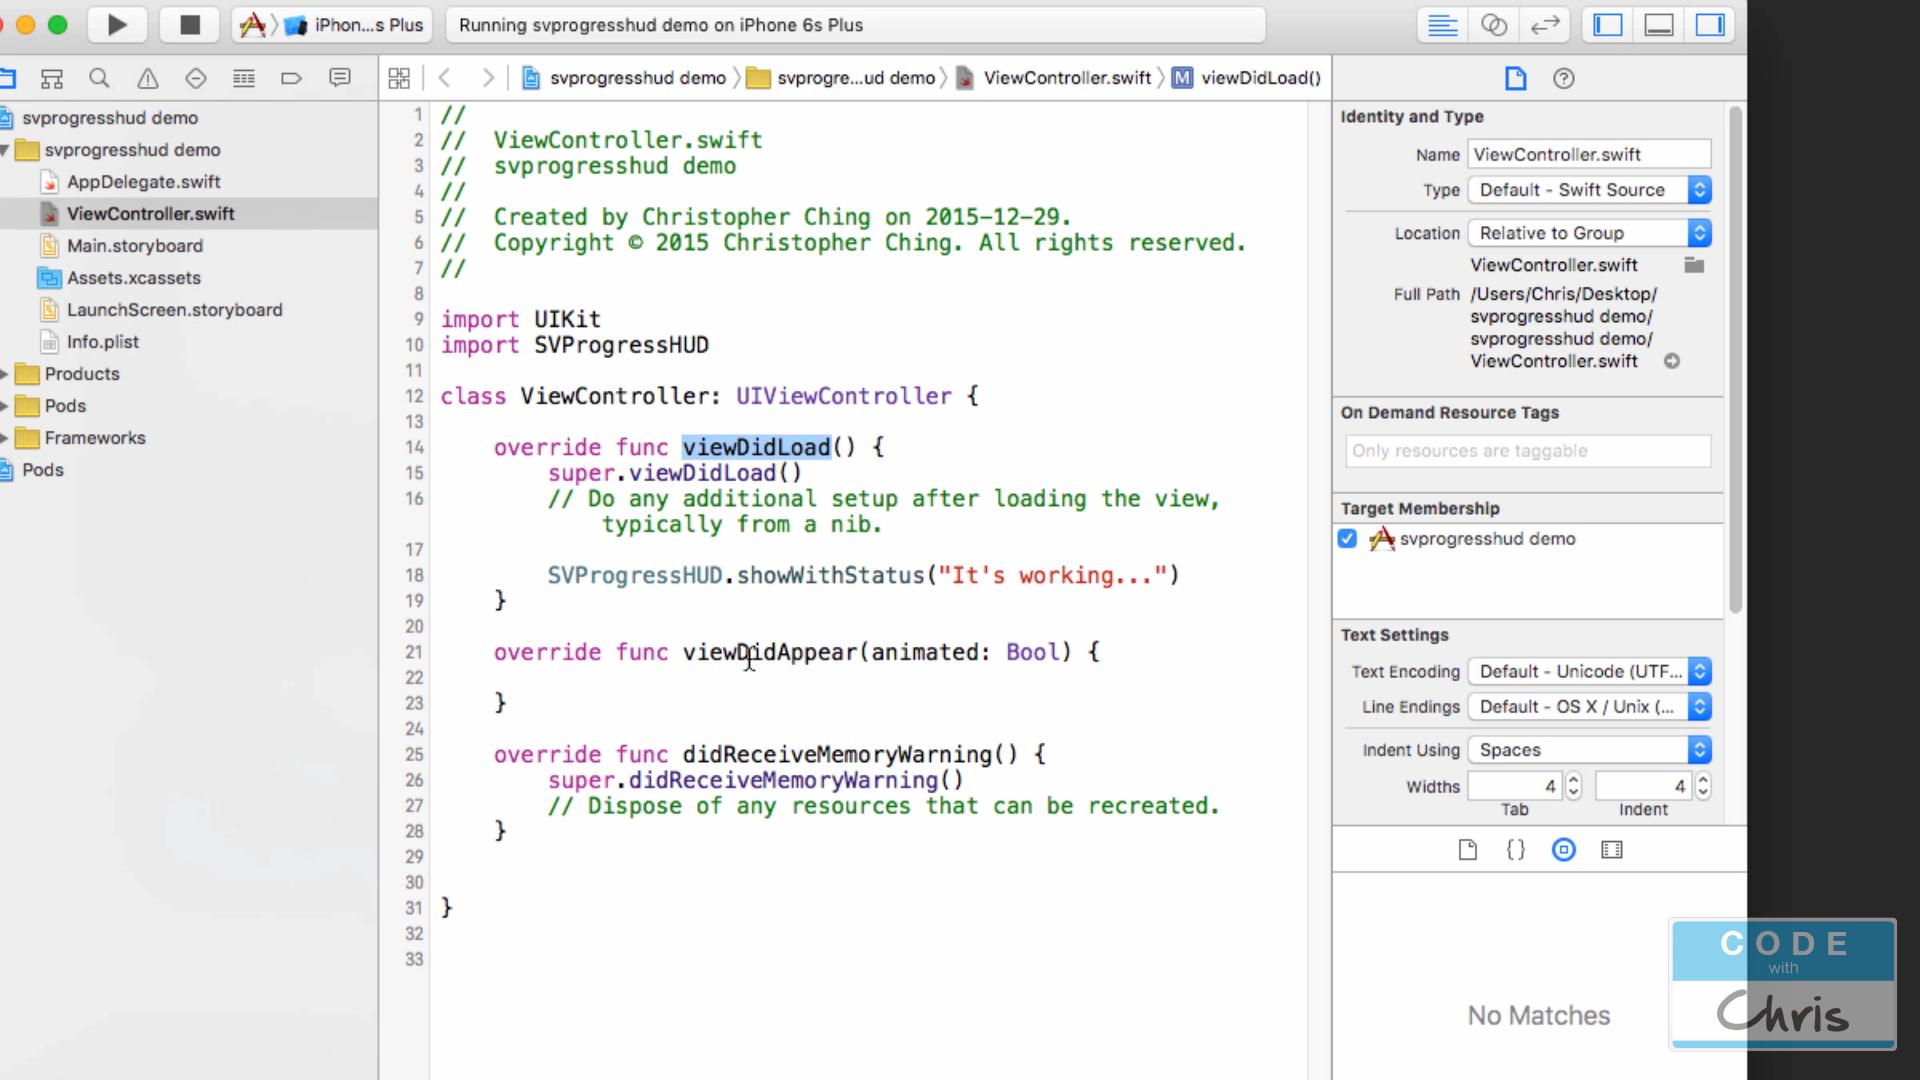 iPhon...s Plus
Running svprogresshud demo on iPhone 6s Plus
svprogresshud demo
svprogre...ud demo
ViewController.swift
M viewDidLoad()
svprogresshud demo
svprogresshud demo
AppDelegate.swift
ViewController.swift
Main.storyboard
Assets.xcassets
LaunchScreen.storyboard
Info.plist
Products
Pods
Frameworks
Pods
1 //
2 //  ViewController.swift
3 //  svprogresshud demo
4 //
5 //  Created by Christopher Ching on 2015-12-29.
6 //  Copyright © 2015 Christopher Ching. All rights reserved.
7 //
8
9 import UIKit
10 import SVProgressHUD
11
12 class ViewController: UIViewController {
13
14     override func viewDidLoad() {
15         super.viewDidLoad()
16         // Do any additional setup after loading the view,
typically from a nib.
17
18         SVProgressHUD.showWithStatus("It's working...")
19     }
20
21     override func viewDidAppear(animated: Bool) {
22
23     }
24
25     override func didReceiveMemoryWarning() {
26         super.didReceiveMemoryWarning()
27         // Dispose of any resources that can be recreated.
28     }
29
30
31 }
32
33
Identity and Type
Name ViewController.swift
Type Default - Swift Source
Location Relative to Group
ViewController.swift
Full Path /Users/Chris/Desktop/
svprogresshud demo/
svprogresshud demo/
ViewController.swift
On Demand Resource Tags
Only resources are taggable
Target Membership
svprogresshud demo
Text Settings
Text Encoding Default - Unicode (UTF...
Line Endings Default - OS X / Unix (...
Indent Using Spaces
Widths 4 4
Tab Indent
{}
No Matches
CODE
with
Chris